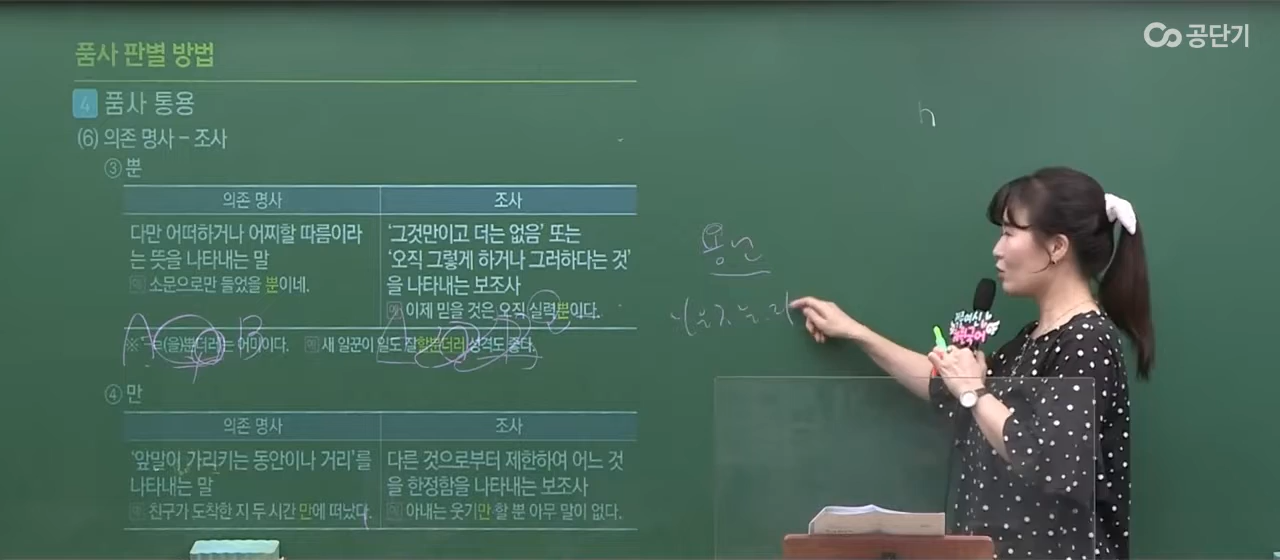 공단기
품사 판별 방법
4 품사 통용
(6) 의존 명사 – 조사
③ 뿐
의존 명사
조사
다만 어떠하거나 어찌할 따름이라
는 뜻을 나타내는 말
예 소문으로만 들었을 뿐이네.
'그것만이고 더는 없음' 또는
'오직 그렇게 하거나 그러하다는 것'
을 나타내는 보조사
예 이제 믿을 것은 오직 실력뿐이다.
A B
※ '-ㄹ(을)뿐더러'는 어미이다. 예 새 일꾼이 일도 잘할뿐더러 성격도 좋다.
④ 만
의존 명사
조사
'앞말이 가리키는 동안이나 거리'를
나타내는 말
예 친구가 도착한 지 두 시간 만에 떠났다.
다른 것으로부터 제한하여 어느 것
을 한정함을 나타내는 보조사
예 아내는 웃기만 할 뿐 아무 말이 없다.
h